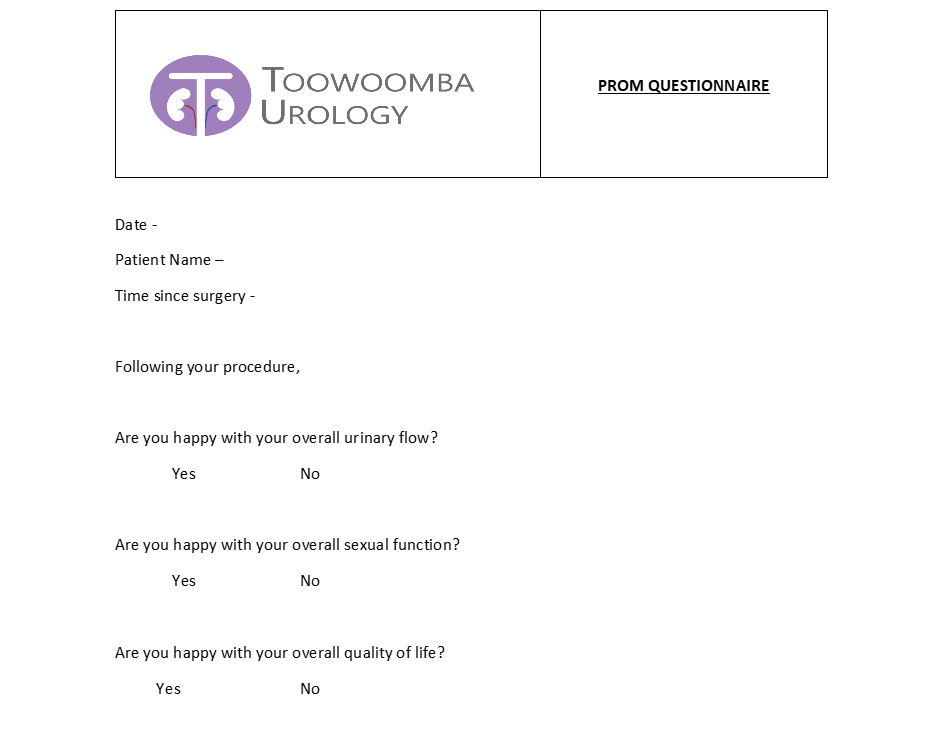 TOOWOOMBA
UROLOGY
PROM QUESTIONNAIRE
Date -
Patient Name –
Time since surgery -
Following your procedure,
Are you happy with your overall urinary flow?
Yes No
Are you happy with your overall sexual function?
Yes No
Are you happy with your overall quality of life?
Yes No